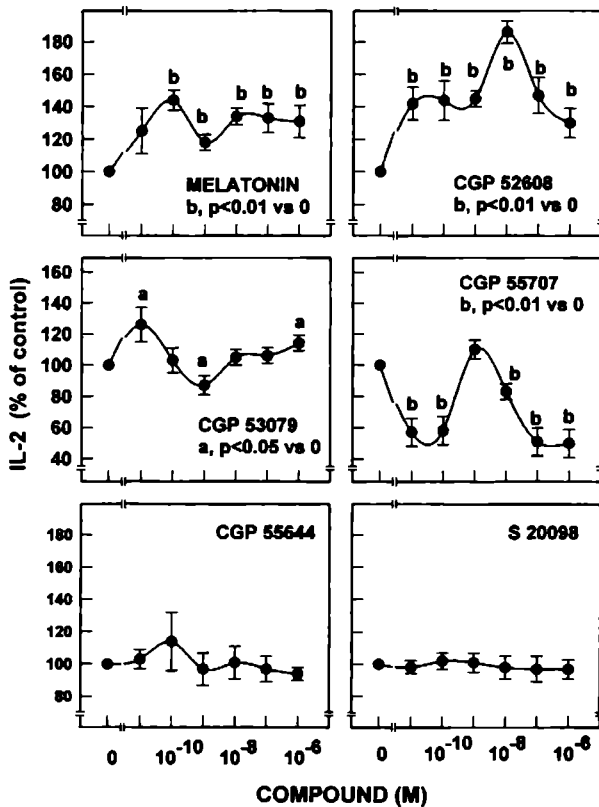 IL-2 (% of control)
180
160
140
120
100
80
b
b
b
b
b
MELATONIN
b, p<0.01 vs 0
b
b
b
b
b
b
CGP 52608
b, p<0.01 vs 0
160
140
120
100
80
60
40
a
a
a
CGP 53079
a, p<0.05 vs 0
CGP 55707
b, p<0.01 vs 0
b
b
b
b
b
180
160
140
120
100
80
CGP 55644
S 20098
0
10⁻¹⁰
10⁻⁸
10⁻⁶
0
10⁻¹⁰
10⁻⁸
10⁻⁶
COMPOUND (M)